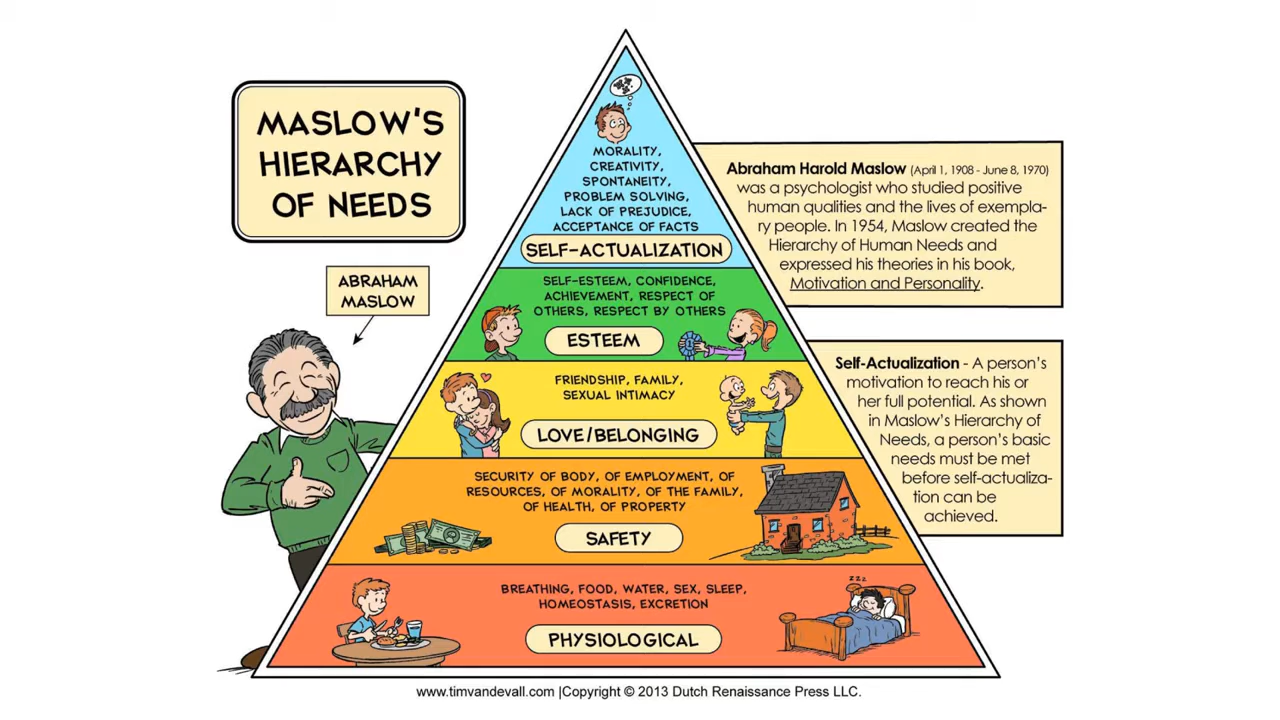 MASLOW'S
HIERARCHY
OF NEEDS
ABRAHAM
MASLOW
MORALITY,
CREATIVITY,
SPONTANEITY,
PROBLEM SOLVING,
LACK OF PREJUDICE,
ACCEPTANCE OF FACTS
SELF-ACTUALIZATION
SELF-ESTEEM, CONFIDENCE,
ACHIEVEMENT, RESPECT OF
OTHERS, RESPECT BY OTHERS
ESTEEM
1
FRIENDSHIP, FAMILY,
SEXUAL INTIMACY
LOVE/BELONGING
SECURITY OF BODY, OF EMPLOYMENT, OF
RESOURCES, OF MORALITY, OF THE FAMILY,
OF HEALTH, OF PROPERTY
SAFETY
BREATHING, FOOD, WATER, SEX, SLEEP,
HOMEOSTASIS, EXCRETION
PHYSIOLOGICAL
ZZZ
Abraham Harold Maslow (April 1, 1908 - June 8, 1970)
was a psychologist who studied positive
human qualities and the lives of exempla-
ry people. In 1954, Maslow created the
Hierarchy of Human Needs and
expressed his theories in his book,
Motivation and Personality.
Self-Actualization - A person's
motivation to reach his or
her full potential. As shown
in Maslow's Hierarchy of
Needs, a person's basic
needs must be met
before self-actualiza-
tion can be
achieved.
www.timvandevall.com |Copyright © 2013 Dutch Renaissance Press LLC.